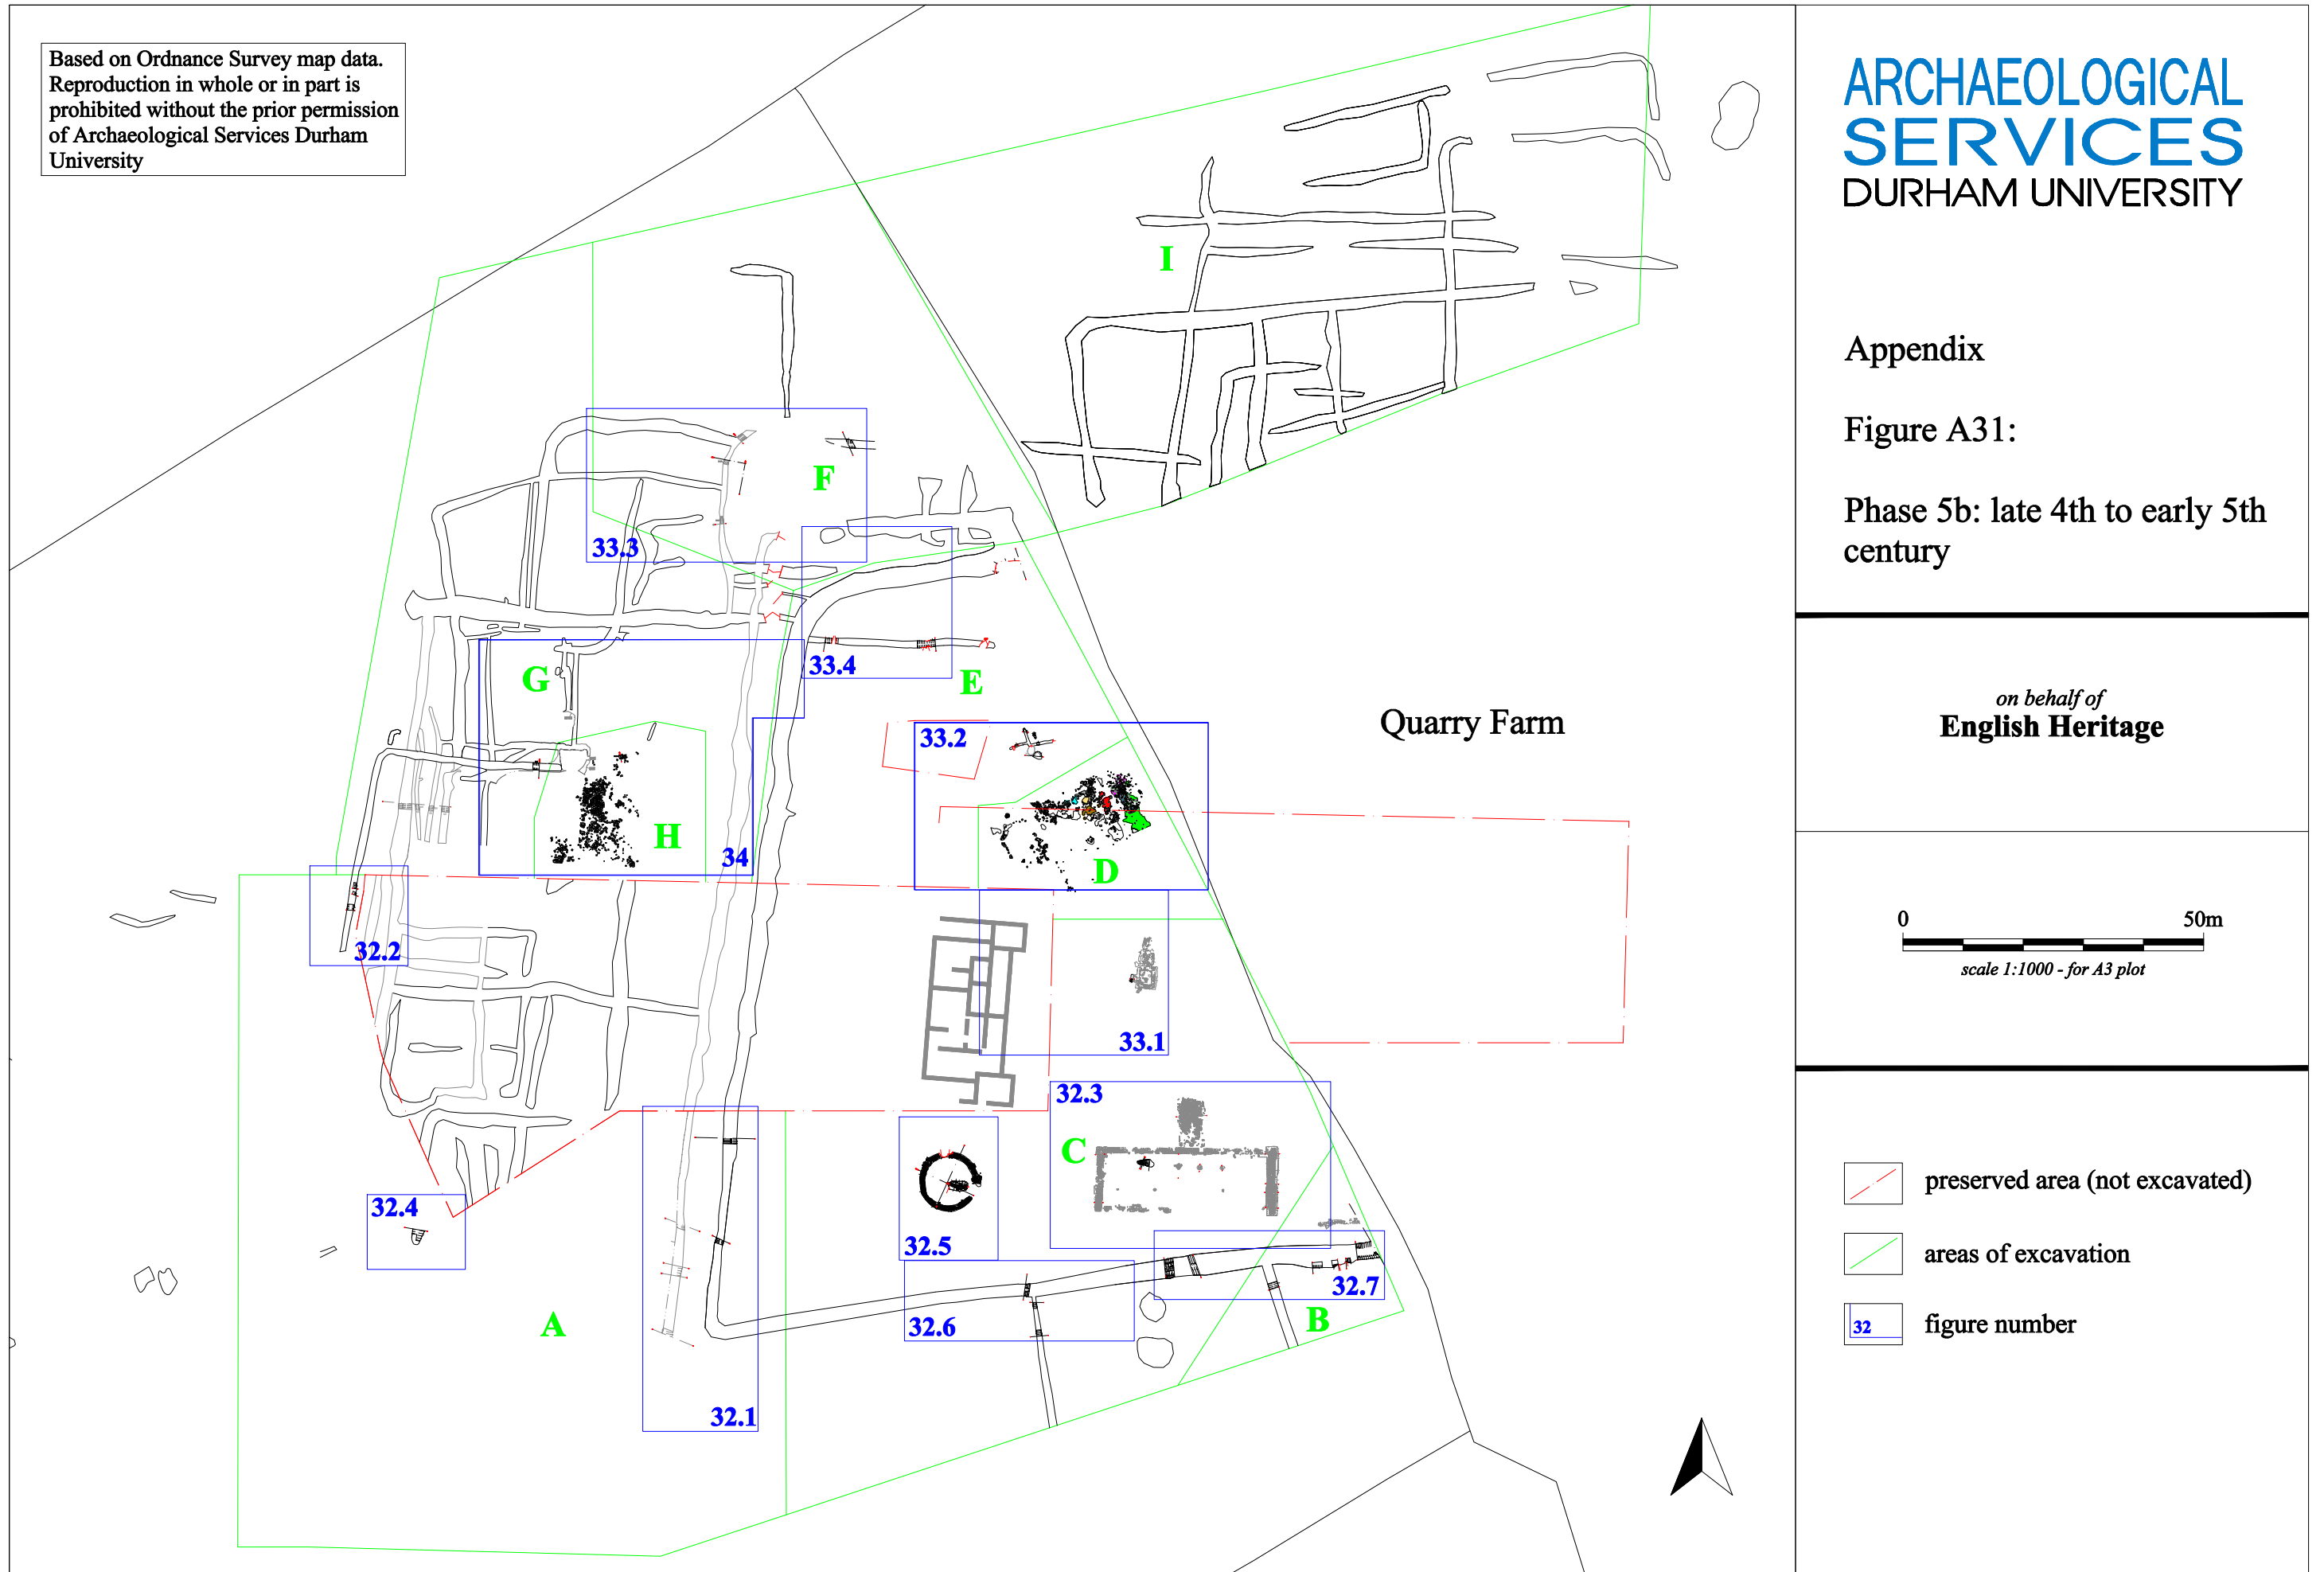 Based on Ordnance Survey map data.
Reproduction in whole or in part is
prohibited without the prior permission
of Archaeological Services Durham
University
I
F
33.3
33.4
G
E
33.2
Quarry Farm
H
34
D
32.2
33.1
32.3
C
32.4
32.5
32.7
A
32.6
B
32.1
ARCHAEOLOGICAL
SERVICES
DURHAM UNIVERSITY
Appendix
Figure A31:
Phase 5b: late 4th to early 5th
century
on behalf of
English Heritage
0 50m
scale 1:1000 - for A3 plot
preserved area (not excavated)
areas of excavation
32 figure number